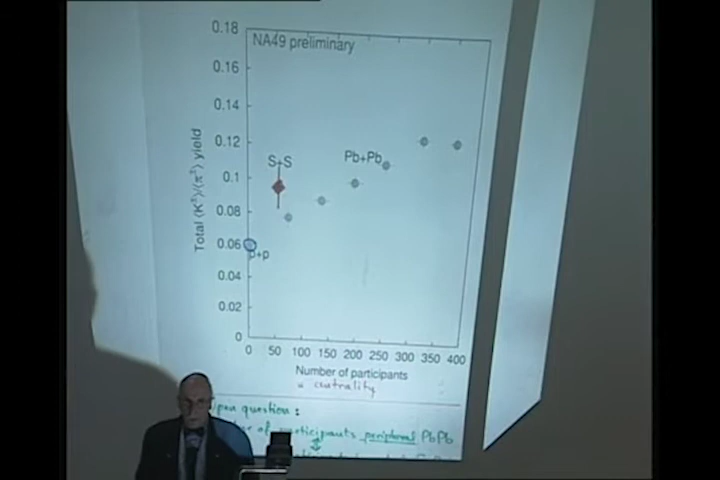 NA49 preliminary
Total ⟨K±⟩/⟨π±⟩ yield
0.18
0.16
0.14
0.12
0.1
0.08
0.06
0.04
0.02
0
S+S
Pb+Pb
p+p
0 50 100 150 200 250 300 350 400
Number of participants
centrality
question :
of participants peripheral PbPb